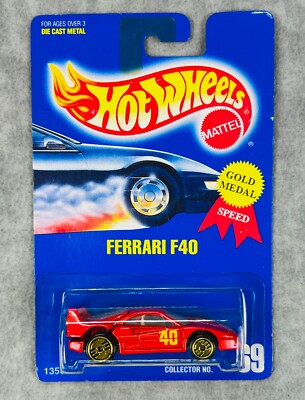 FOR AGES OVER 3
DIE CAST METAL
HOT WHEELS
MATTEL
GOLD
MEDAL
SPEED
FERRARI F40
40
135
COLLECTOR NO.
69